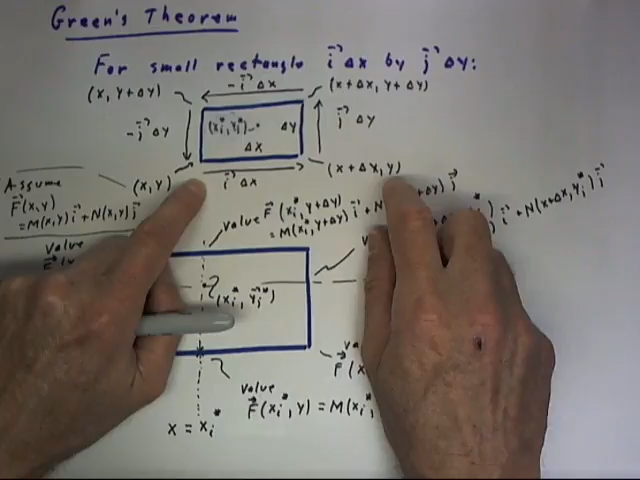 Green's Theorem
For small rectangle i⃗ Δx by j⃗ Δy:
-i⃗ Δx
(x, y+Δy)
(x+Δx, y+Δy)
-j⃗ Δy
(xᵢ*, yᵢ*)
Δy
j⃗ Δy
Δx
(x, y)
i⃗ Δx
(x+Δx, y)
Assume
F⃗(x,y)
= M(x,y) i⃗ + N(x,y) j⃗
value F⃗(xᵢ*, y+Δy)
= M(xᵢ*, y+Δy) i⃗ + N
+Δy) j⃗
i⃗ + N(x+Δx, yᵢ*) j⃗
value
(xᵢ*, yᵢ*)
value
F⃗(xᵢ*, y) = M(xᵢ*,
x = xᵢ*